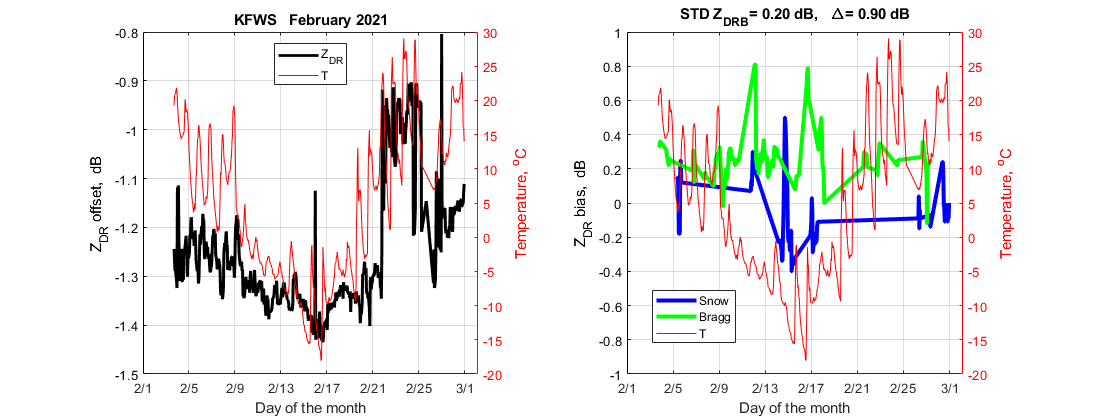 KFWS February 2021
-0.8
-0.9
-1
-1.1
-1.2
-1.3
-1.4
-1.5
Z_DR offset, dB
Z_DR
T
30
25
20
15
10
5
0
-5
-10
-15
-20
Temperature, °C
2/1 2/5 2/9 2/13 2/17 2/21 2/25 3/1
Day of the month
STD Z_DRB = 0.20 dB, Δ = 0.90 dB
1
0.8
0.6
0.4
0.2
0
-0.2
-0.4
-0.6
-0.8
-1
Z_DR bias, dB
Snow
Bragg
T
30
25
20
15
10
5
0
-5
-10
-15
-20
Temperature, °C
2/1 2/5 2/9 2/13 2/17 2/21 2/25 3/1
Day of the month